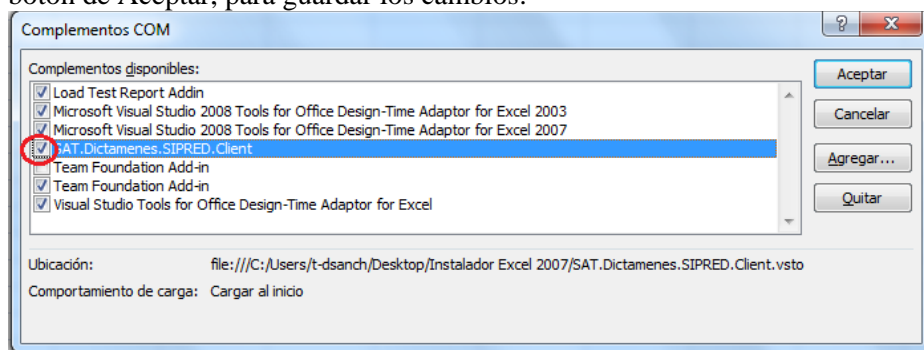 botón de Aceptar, para guardar los cambios.
Complementos COM
Complementos disponibles:
Load Test Report Addin
Microsoft Visual Studio 2008 Tools for Office Design-Time Adaptor for Excel 2003
Microsoft Visual Studio 2008 Tools for Office Design-Time Adaptor for Excel 2007
SAT.Dictamenes.SIPRED.Client
Team Foundation Add-in
Team Foundation Add-in
Visual Studio Tools for Office Design-Time Adaptor for Excel
Aceptar
Cancelar
Agregar...
Quitar
Ubicación: file:///C:/Users/t-dsanch/Desktop/Instalador Excel 2007/SAT.Dictamenes.SIPRED.Client.vsto
Comportamiento de carga: Cargar al inicio